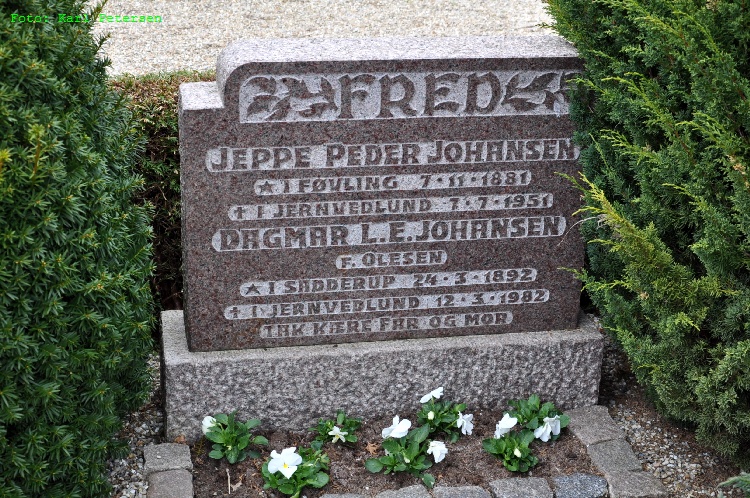 Foto: Karl Petersen
FRED
JEPPE PEDER JOHANSEN
★ I FØVLING 7·11·1881
✝ I JERNVEDLUND 7·7·1951
DAGMAR L.E. JOHANSEN
F. OLESEN
★ I SADDERUP 24·3·1892
✝ I JERNVEDLUND 12·3·1982
TAK KÆRE FAR OG MOR